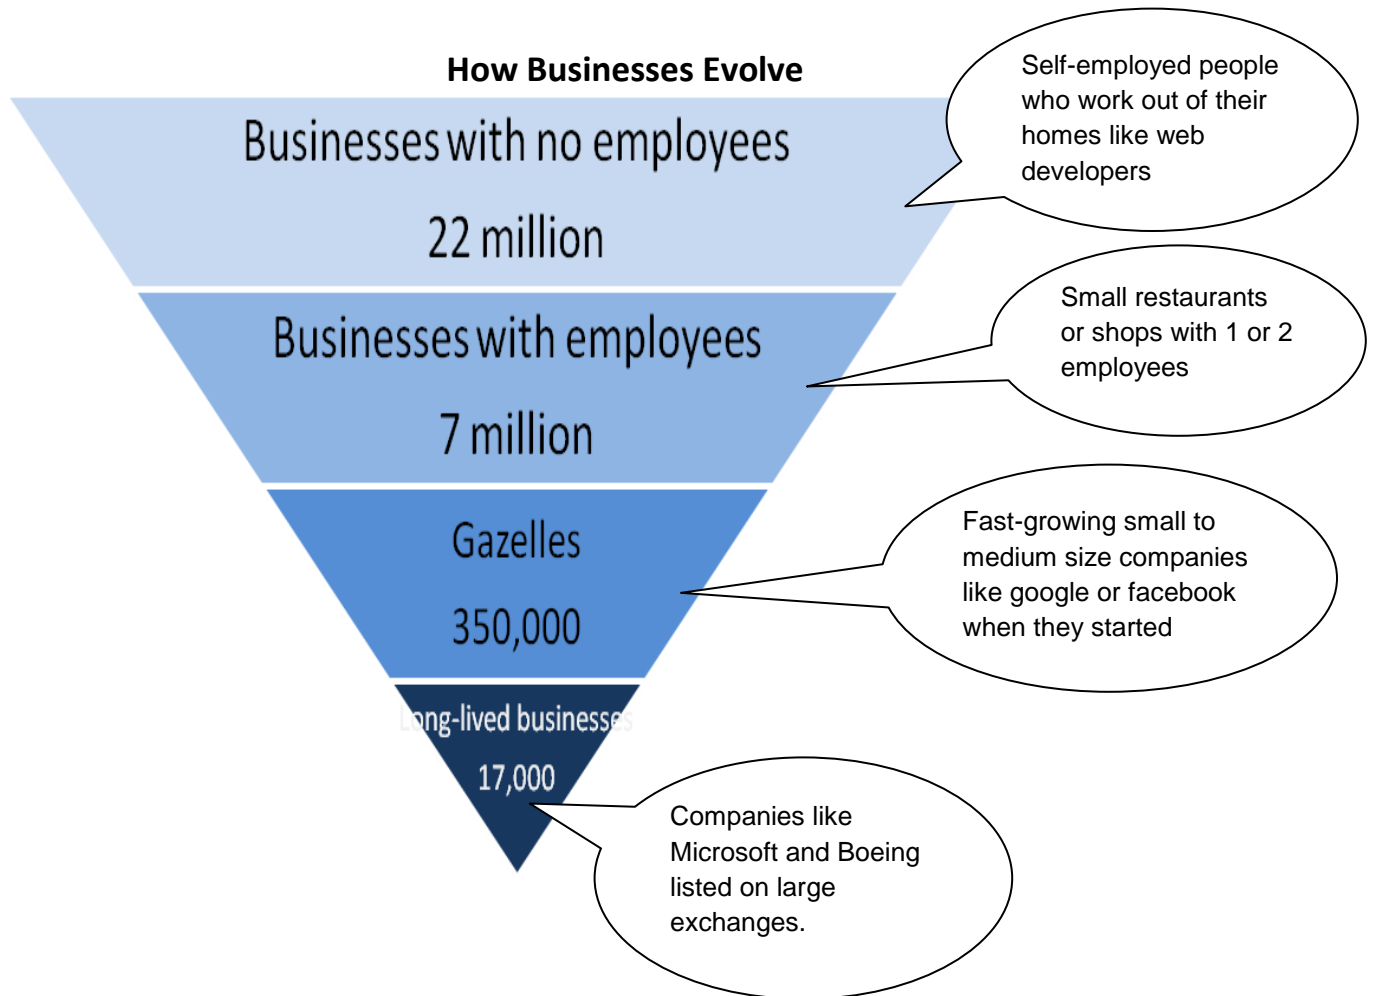 How Businesses Evolve
Businesses with no employees
22 million
Self-employed people
who work out of their
homes like web
developers
Businesses with employees
7 million
Small restaurants
or shops with 1 or 2
employees
Gazelles
350,000
Fast-growing small to
medium size companies
like google or facebook
when they started
Long-lived businesses
17,000
Companies like
Microsoft and Boeing
listed on large
exchanges.